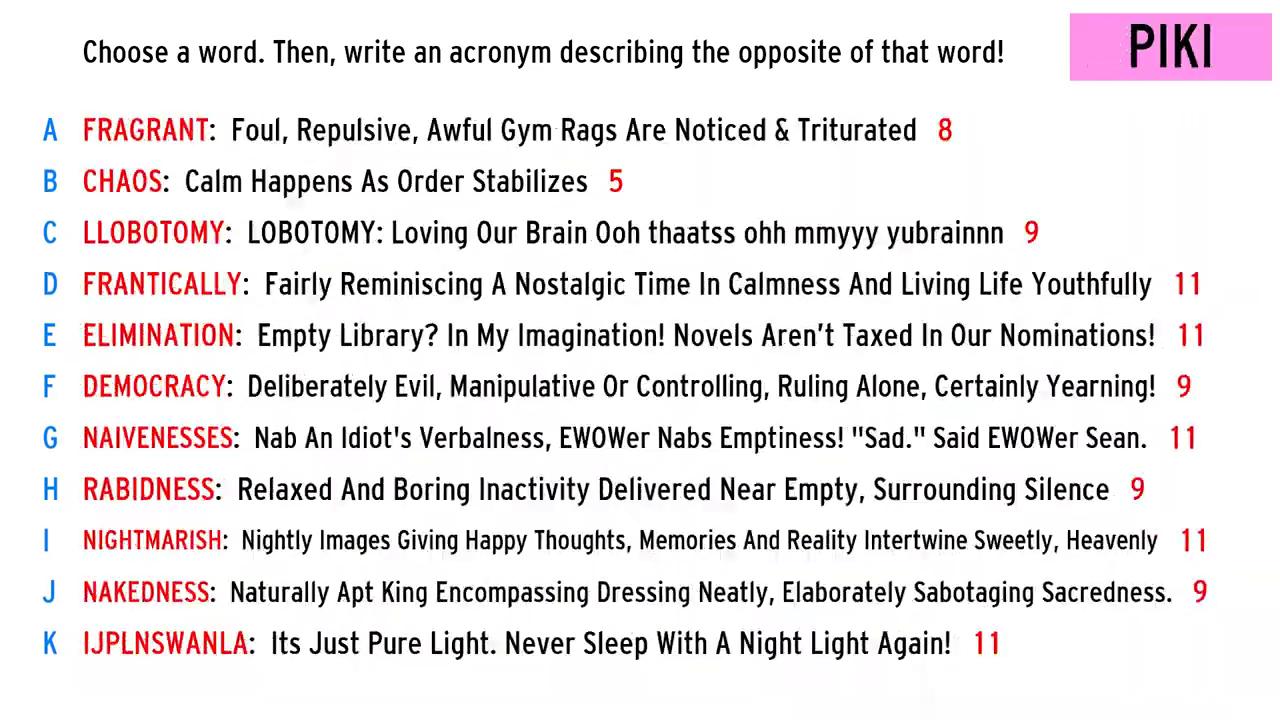 Choose a word. Then, write an acronym describing the opposite of that word!
PIKI
A FRAGRANT: Foul, Repulsive, Awful Gym Rags Are Noticed & Triturated 8
B CHAOS: Calm Happens As Order Stabilizes 5
C LLOBOTOMY: LOBOTOMY: Loving Our Brain Ooh thaatss ohh mmyyy yubrainnn 9
D FRANTICALLY: Fairly Reminiscing A Nostalgic Time In Calmness And Living Life Youthfully 11
E ELIMINATION: Empty Library? In My Imagination! Novels Aren't Taxed In Our Nominations! 11
F DEMOCRACY: Deliberately Evil, Manipulative Or Controlling, Ruling Alone, Certainly Yearning! 9
G NAIVENESSES: Nab An Idiot's Verbalness, EWOWer Nabs Emptiness! "Sad." Said EWOWer Sean. 11
H RABIDNESS: Relaxed And Boring Inactivity Delivered Near Empty, Surrounding Silence 9
I NIGHTMARISH: Nightly Images Giving Happy Thoughts, Memories And Reality Intertwine Sweetly, Heavenly 11
J NAKEDNESS: Naturally Apt King Encompassing Dressing Neatly, Elaborately Sabotaging Sacredness. 9
K IJPLNSWANLA: Its Just Pure Light. Never Sleep With A Night Light Again! 11